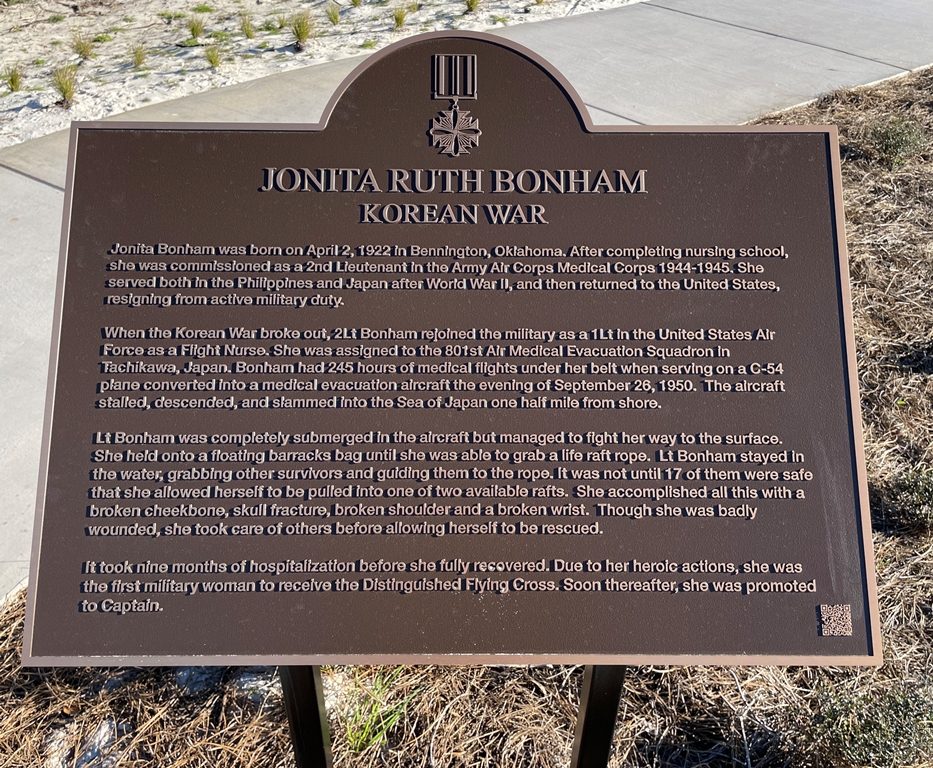 JONITA RUTH BONHAM
KOREAN WAR
Jonita Bonham was born on April 2, 1922 in Bennington, Oklahoma. After completing nursing school,
she was commissioned as a 2nd Lieutenant in the Army Air Corps Medical Corps 1944-1945. She
served both in the Philippines and Japan after World War II, and then returned to the United States,
resigning from active military duty.
When the Korean War broke out, 2Lt Bonham rejoined the military as a 1Lt in the United States Air
Force as a Flight Nurse. She was assigned to the 801st Air Medical Evacuation Squadron in
Tachikawa, Japan. Bonham had 245 hours of medical flights under her belt when serving on a C-54
plane converted into a medical evacuation aircraft the evening of September 26, 1950. The aircraft
stalled, descended, and slammed into the Sea of Japan one half mile from shore.
Lt Bonham was completely submerged in the aircraft but managed to fight her way to the surface.
She held onto a floating barracks bag until she was able to grab a life raft rope. Lt Bonham stayed in
the water, grabbing other survivors and guiding them to the rope. It was not until 17 of them were safe
that she allowed herself to be pulled into one of two available rafts. She accomplished all this with a
broken cheekbone, skull fracture, broken shoulder and a broken wrist. Though she was badly
wounded, she took care of others before allowing herself to be rescued.
It took nine months of hospitalization before she fully recovered. Due to her heroic actions, she was
the first military woman to receive the Distinguished Flying Cross. Soon thereafter, she was promoted
to Captain.